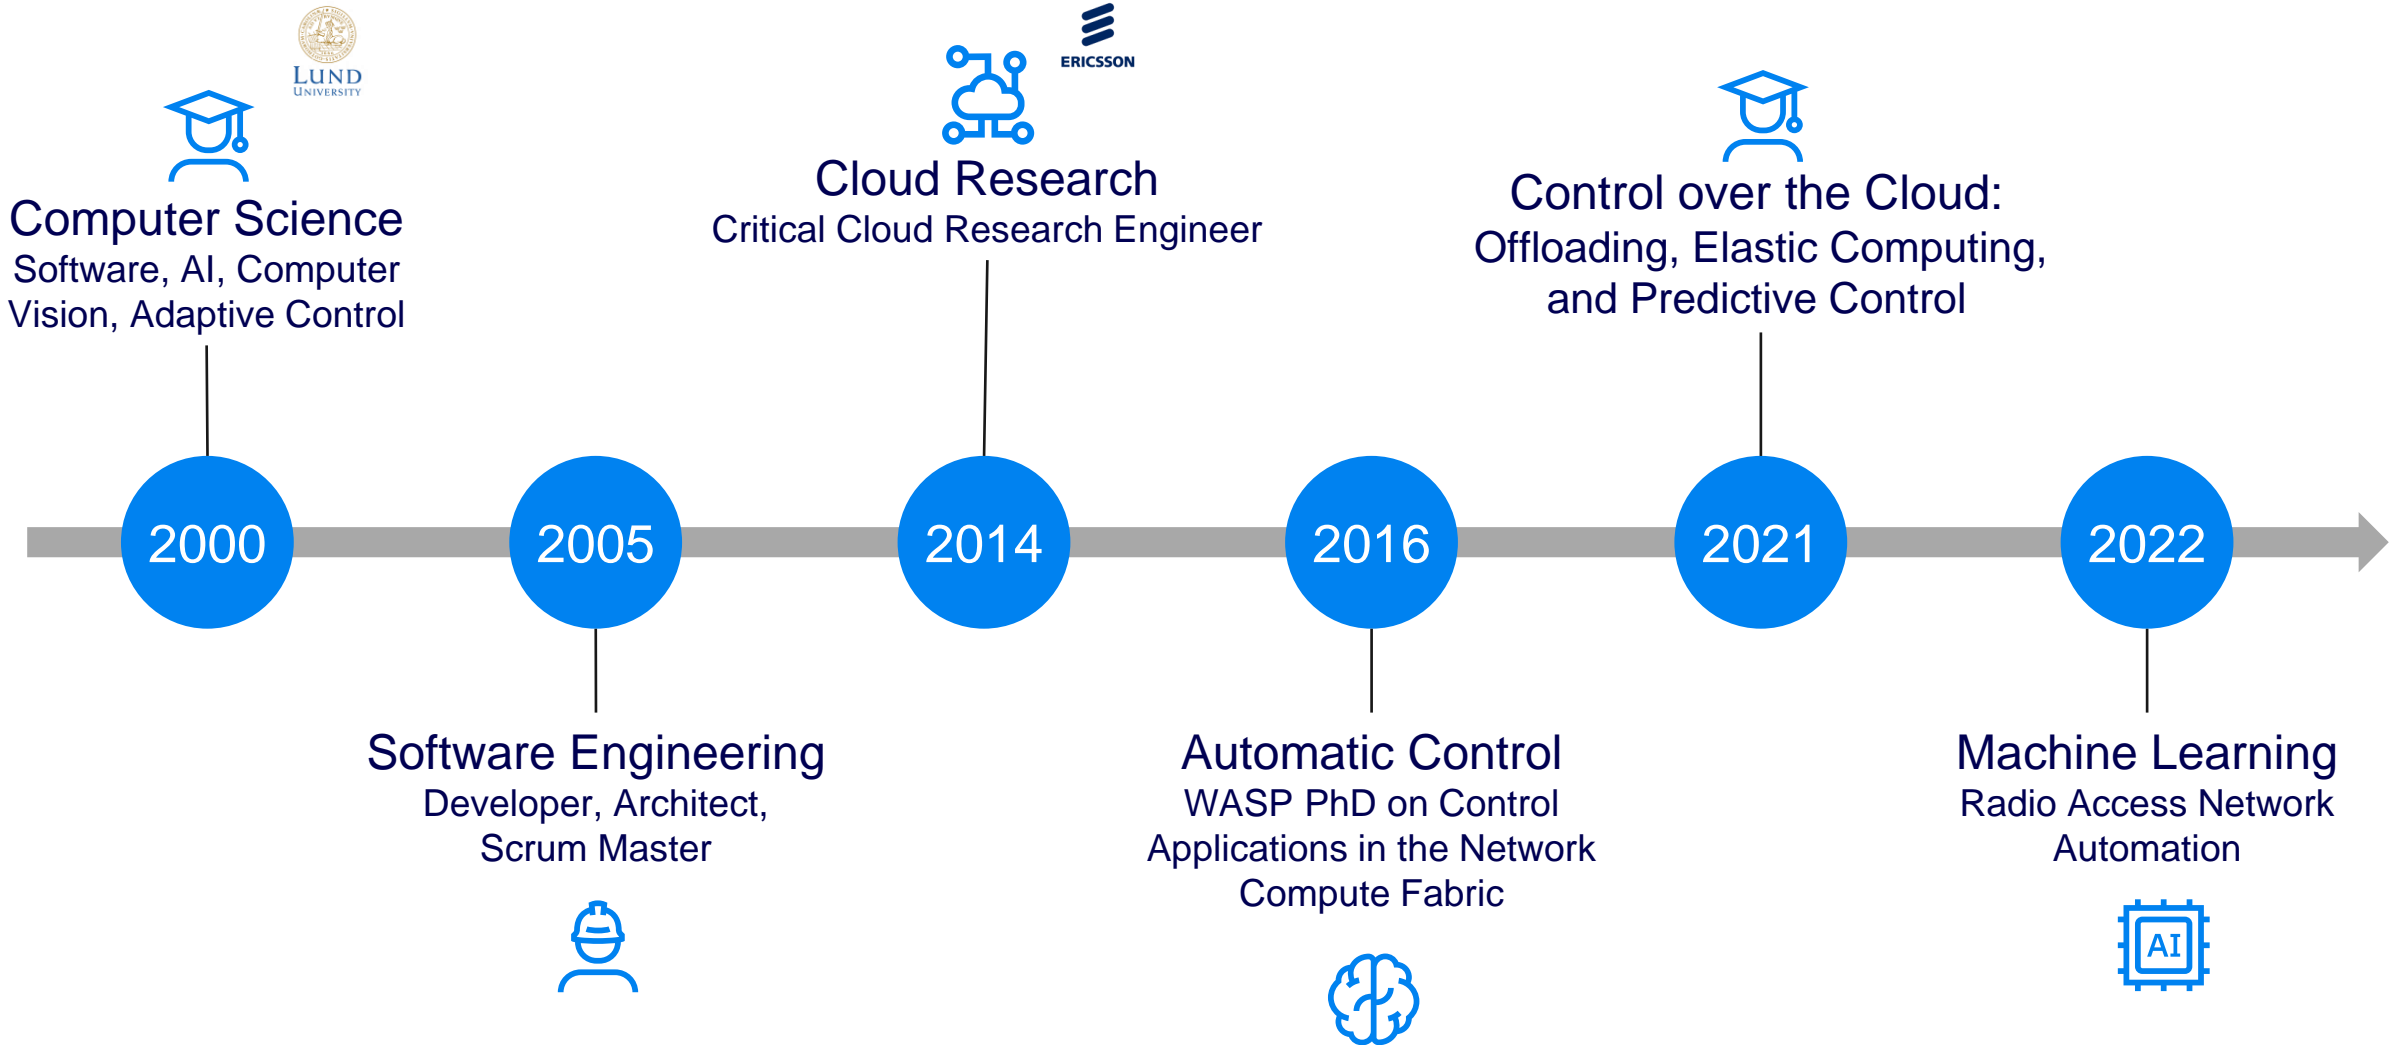 LUND
UNIVERSITY
Computer Science
Software, AI, Computer
Vision, Adaptive Control
ERICSSON
Cloud Research
Critical Cloud Research Engineer
Control over the Cloud:
Offloading, Elastic Computing,
and Predictive Control
2000
2005
2014
2016
2021
2022
Software Engineering
Developer, Architect,
Scrum Master
Automatic Control
WASP PhD on Control
Applications in the Network
Compute Fabric
Machine Learning
Radio Access Network
Automation
AI